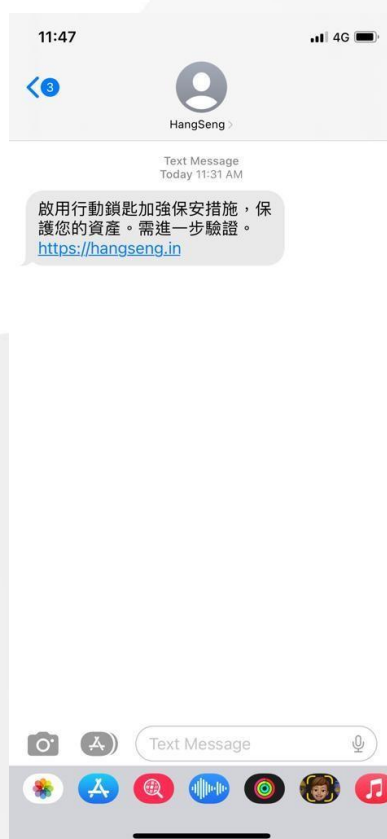 11:47
4G
3
HangSeng
Text Message
Today 11:31 AM
啟用行動鎖匙加強保安措施，保
護您的資產。需進一步驗證。
https://hangseng.in
Text Message